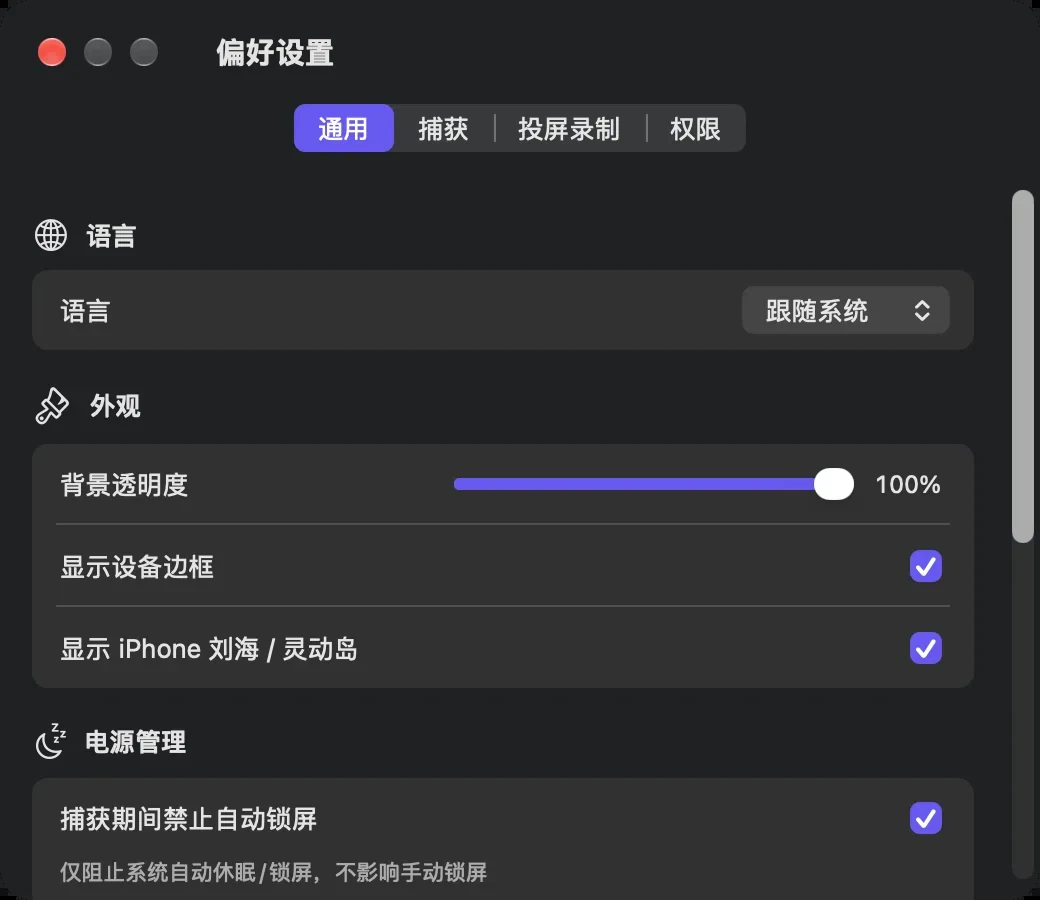 偏好设置
通用 捕获 投屏录制 权限
语言
语言 跟随系统
外观
背景透明度 100%
显示设备边框
显示 iPhone 刘海 / 灵动岛
电源管理
捕获期间禁止自动锁屏
仅阻止系统自动休眠/锁屏，不影响手动锁屏